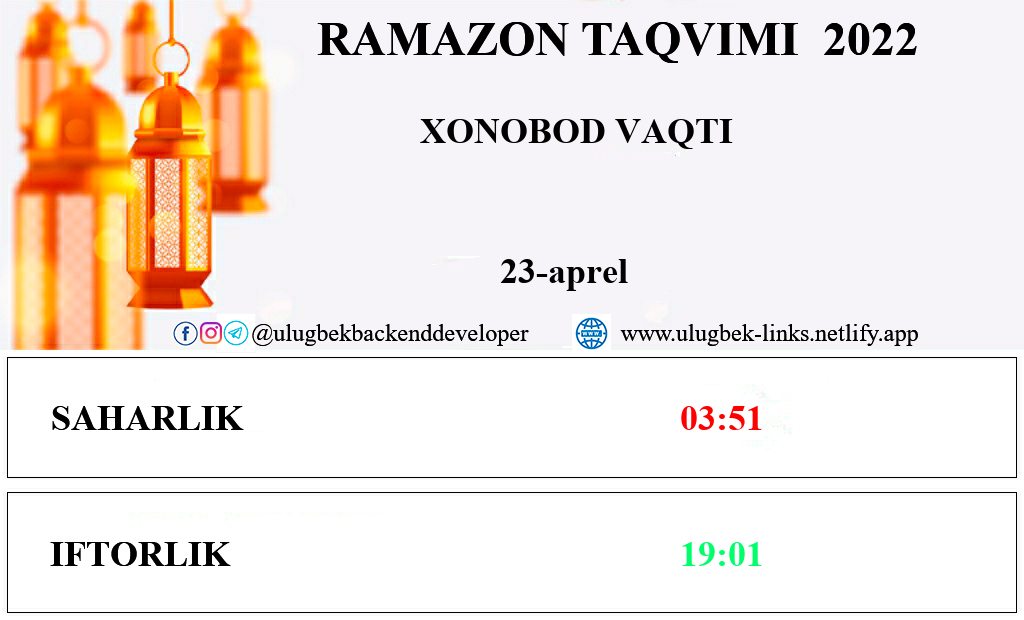 RAMAZON TAQVIMI 2022
XONOBOD VAQTI
23-aprel
@ulugbekbackenddeveloper www.ulugbek-links.netlify.app
SAHARLIK 03:51
IFTORLIK 19:01